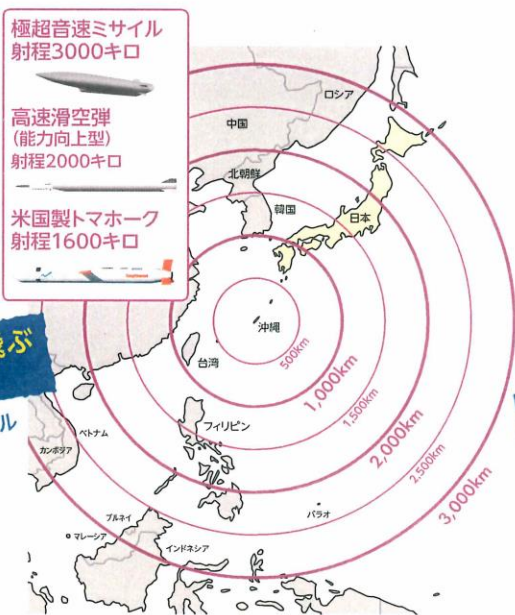 極超音速ミサイル
射程3000キロ
高速滑空弾
(能力向上型)
射程2000キロ
米国製トマホーク
射程1600キロ
ロシア
中国
北朝鮮
韓国
日本
沖縄
台湾
500km
1,000km
1,500km
2,000km
2,500km
3,000km
フィリピン
ベトナム
カンボジア
パラオ
ブルネイ
マレーシア
インドネシア
ぶ
ル